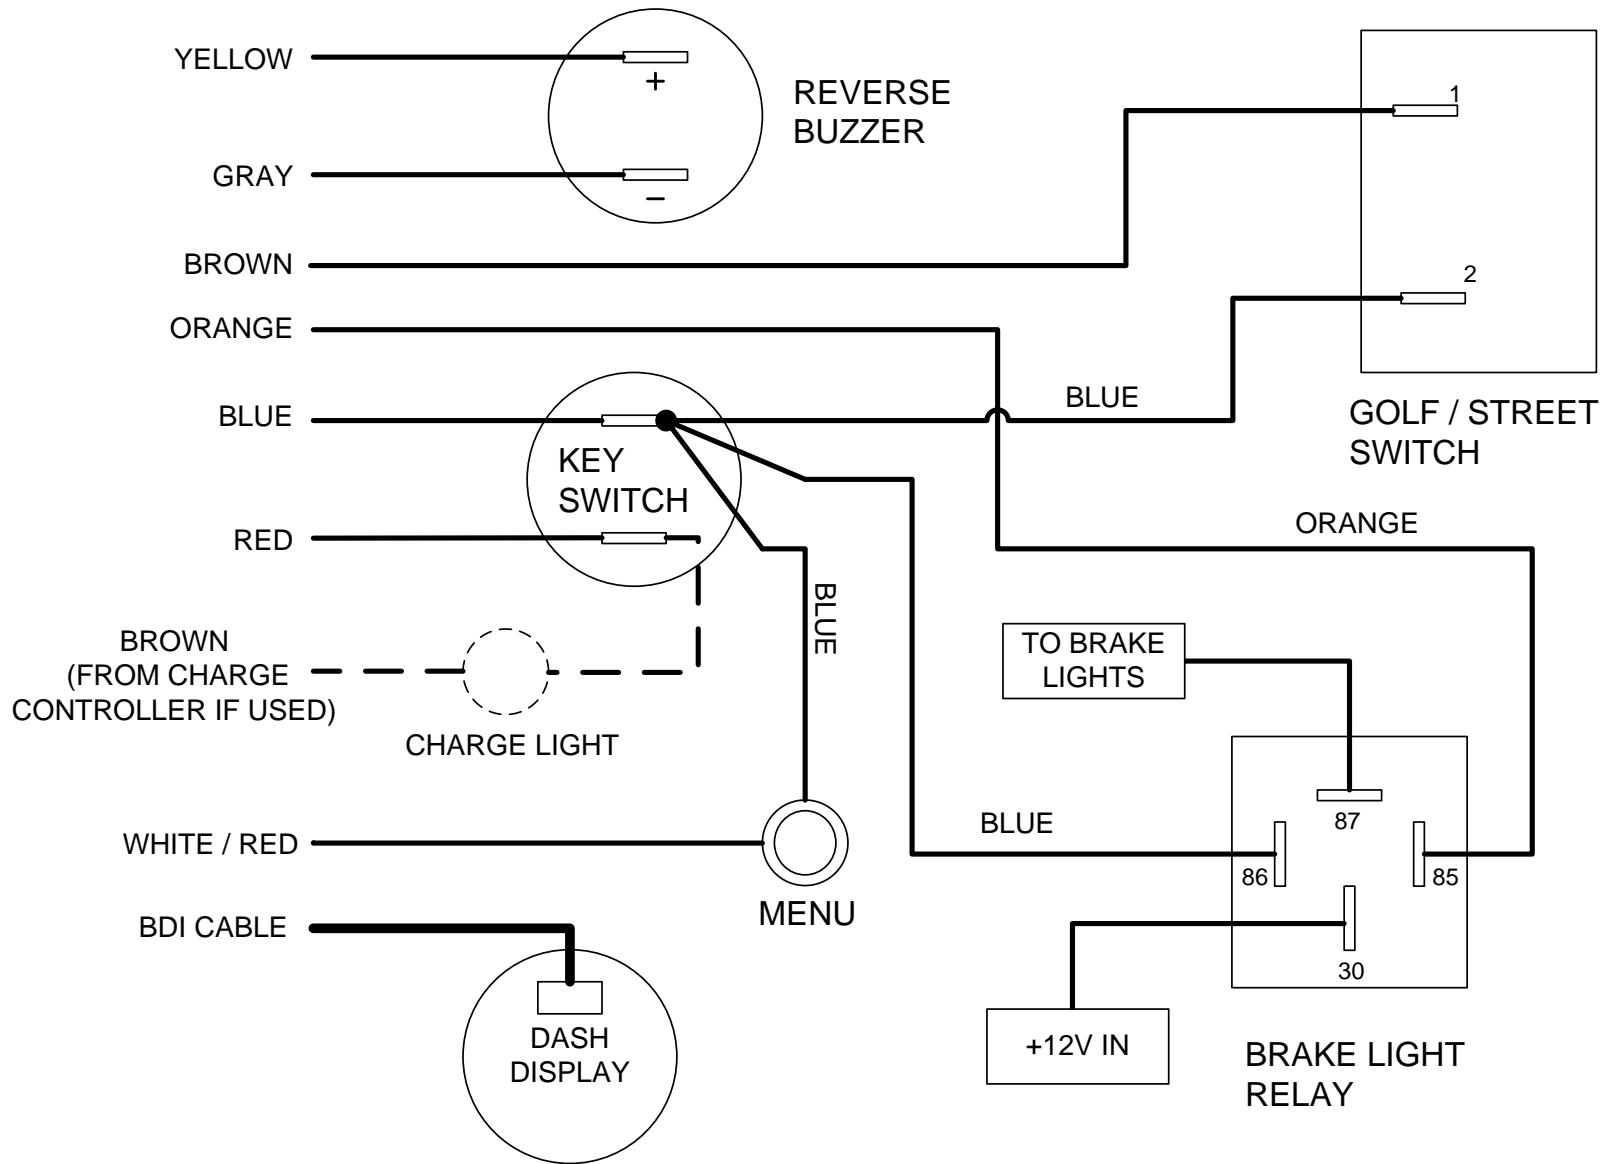 YELLOW
+
REVERSE
BUZZER
1
GRAY
–
BROWN
2
ORANGE
BLUE
BLUE
GOLF / STREET
SWITCH
KEY
SWITCH
RED
ORANGE
BLUE
BROWN
(FROM CHARGE
CONTROLLER IF USED)
CHARGE LIGHT
TO BRAKE
LIGHTS
WHITE / RED
MENU
BLUE
87
86
85
30
BDI CABLE
DASH
DISPLAY
+12V IN
BRAKE LIGHT
RELAY